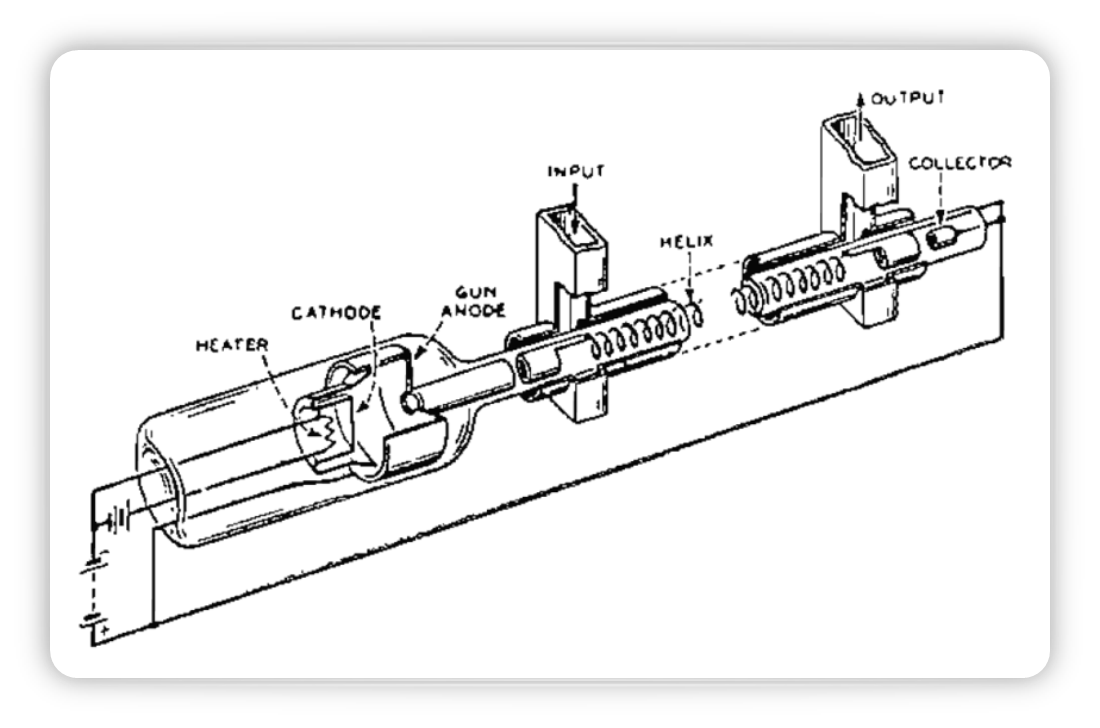 OUTPUT
COLLECTOR
INPUT
HELIX
GUN
ANODE
CATHODE
HEATER
-
+